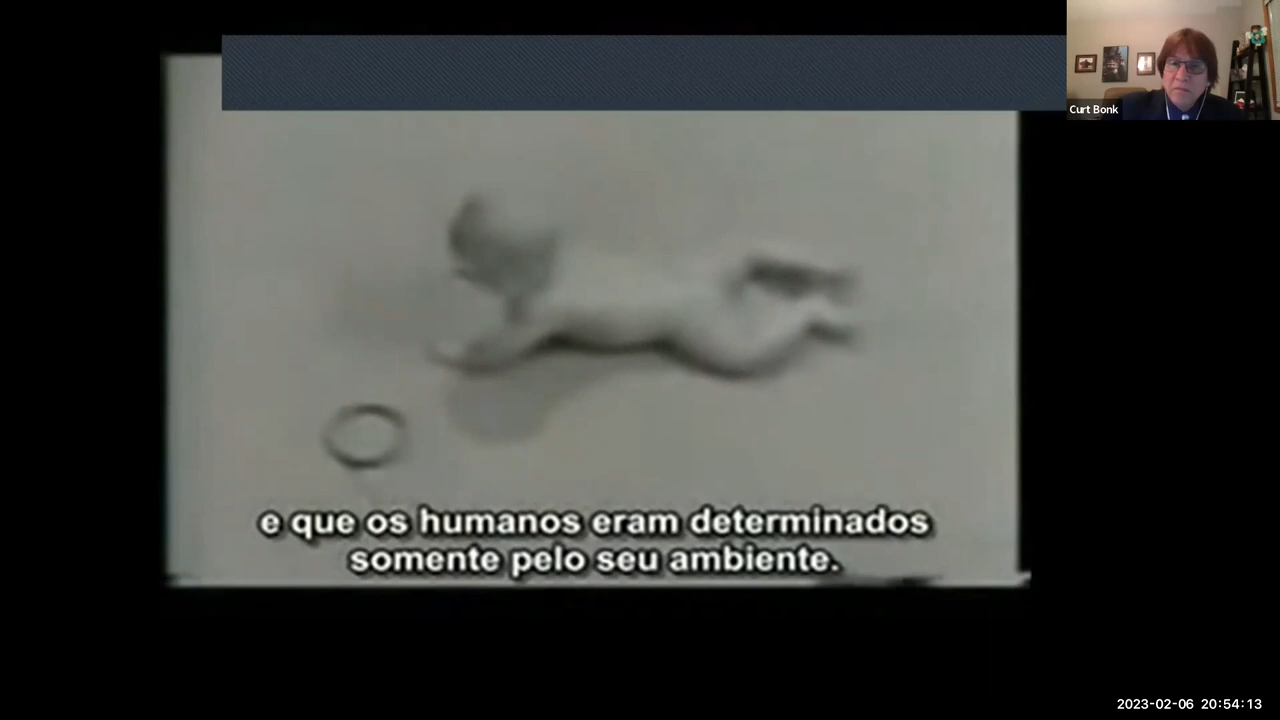 Curt Bonk
e que os humanos eram determinados
somente pelo seu ambiente.
2023-02-06 20:54:13